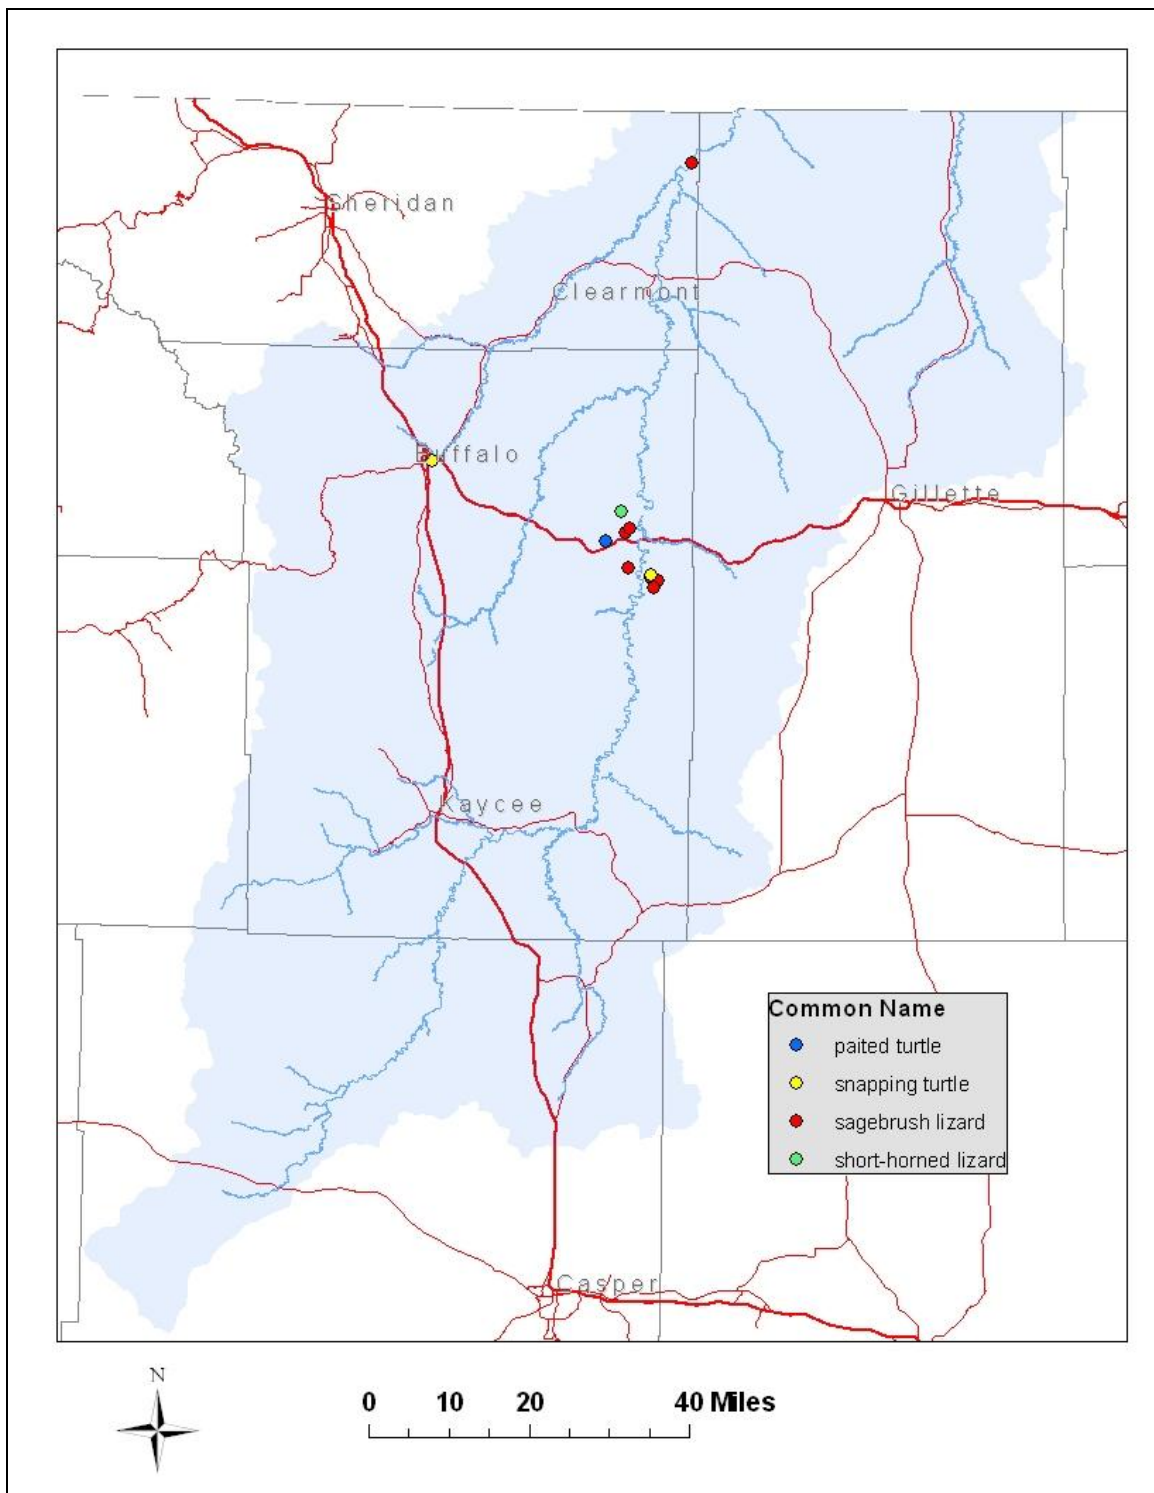 Sheridan
Clearmont
Buffalo
Gillette
Kaycee
Common Name
paited turtle
snapping turtle
sagebrush lizard
short-horned lizard
Casper
N
0 10 20 40 Miles